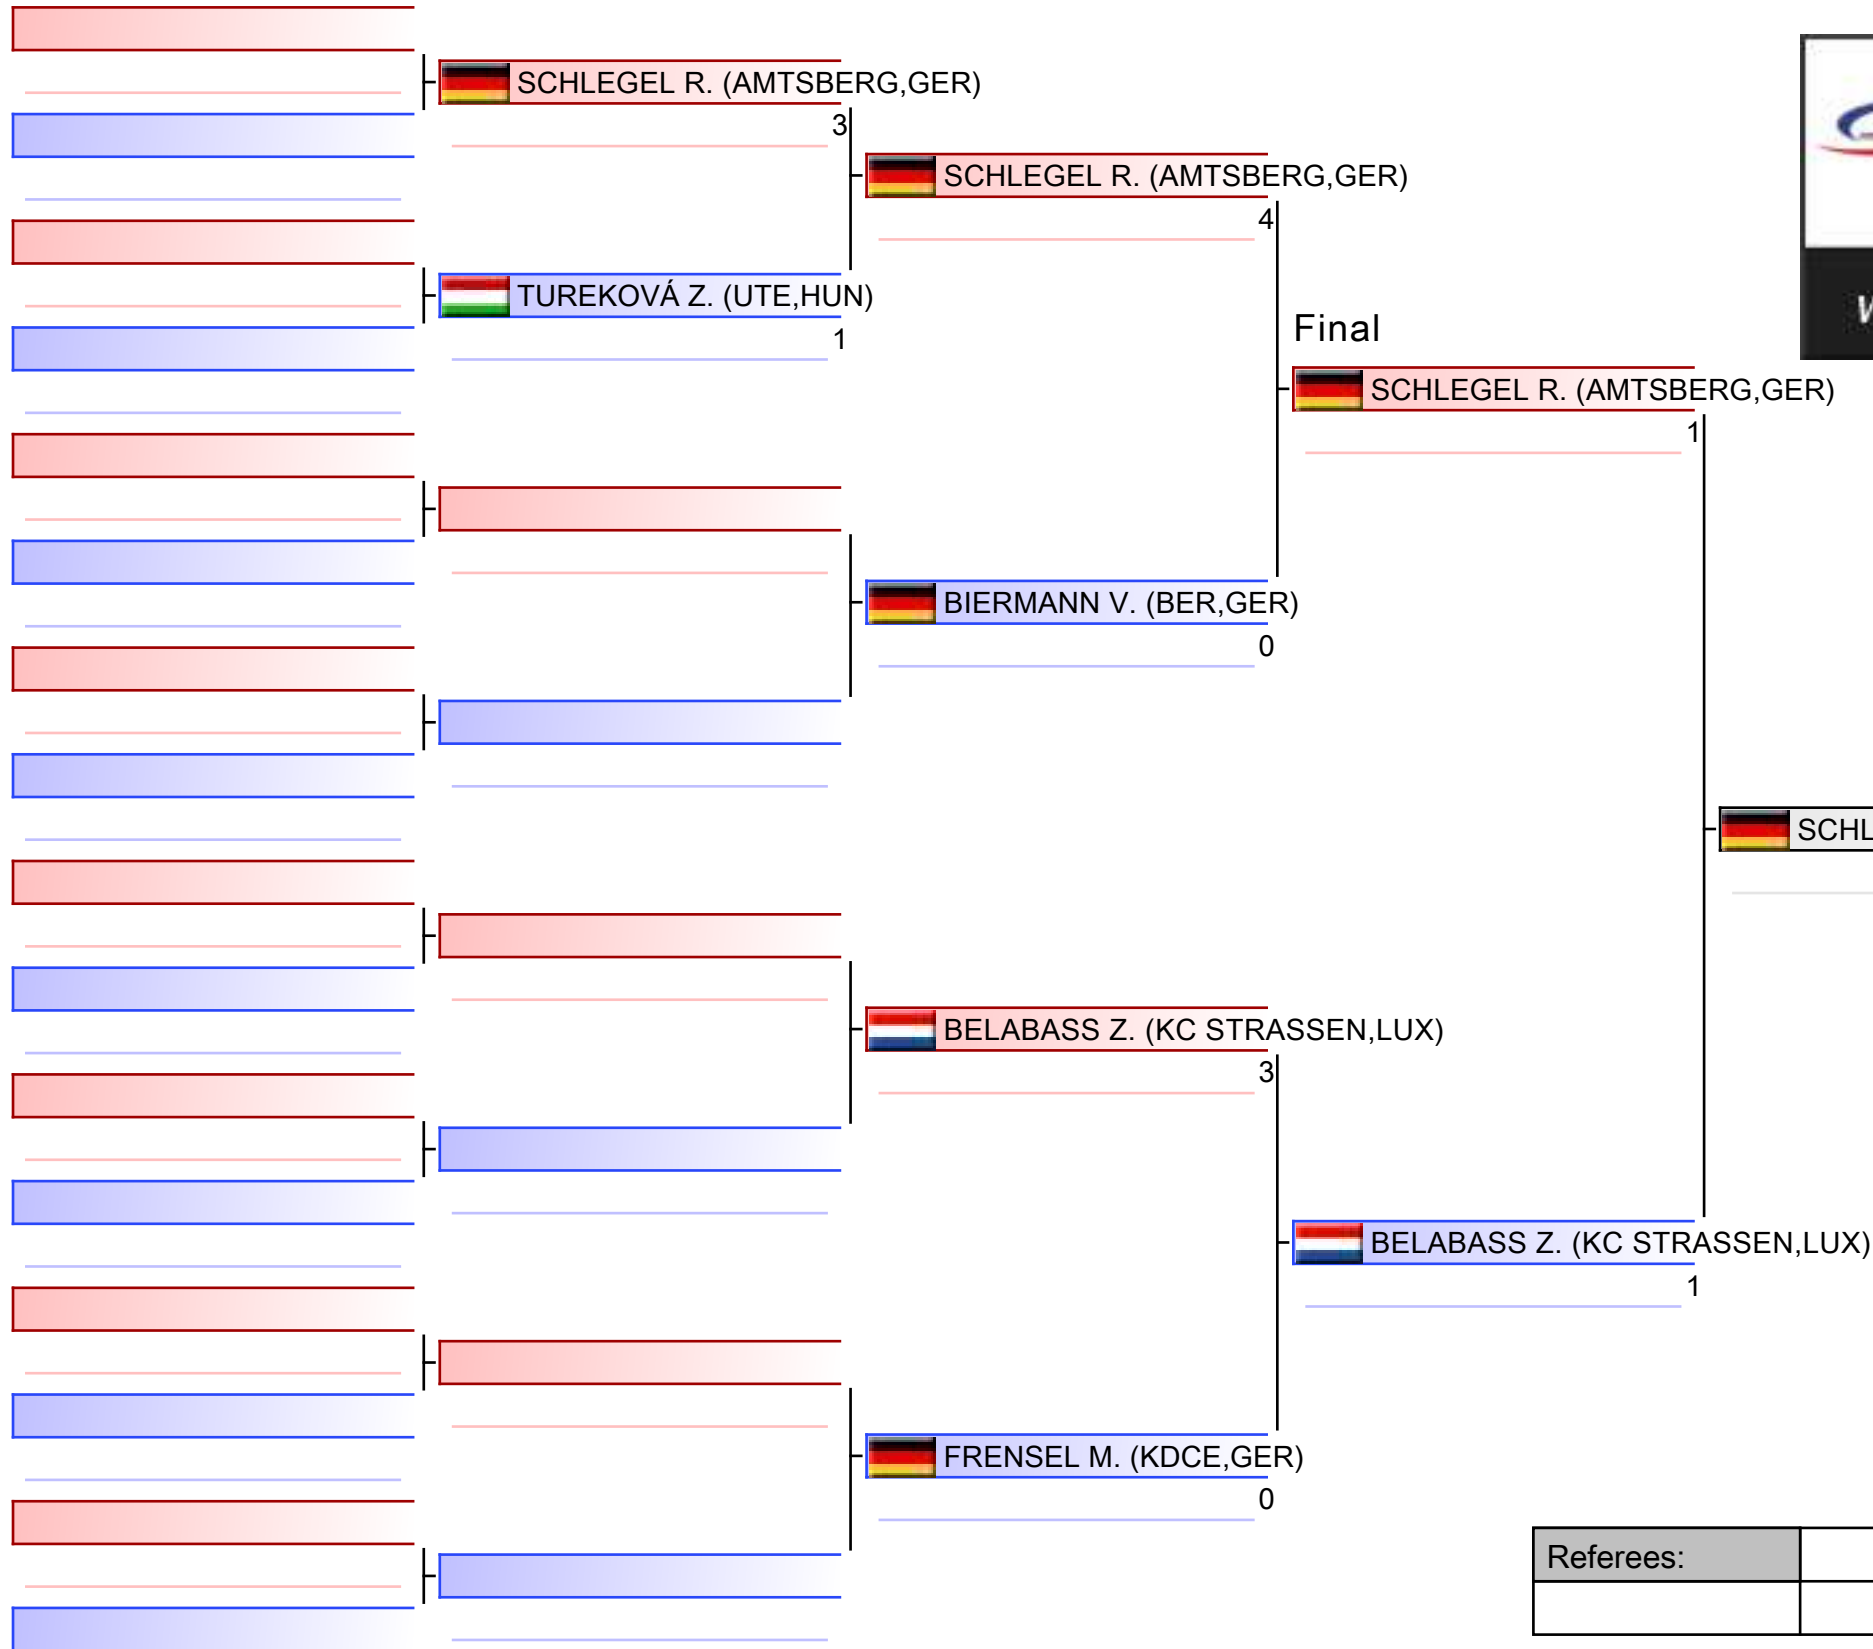 SCHLEGEL R. (AMTSBERG,GER)
3
SCHLEGEL R. (AMTSBERG,GER)
4
TUREKOVÁ Z. (UTE,HUN)
1
Final
SCHLEGEL R. (AMTSBERG,GER)
1
BIERMANN V. (BER,GER)
0
SCHL
BELABASS Z. (KC STRASSEN,LUX)
3
BELABASS Z. (KC STRASSEN,LUX)
1
FRENSEL M. (KDCE,GER)
0
Referees: